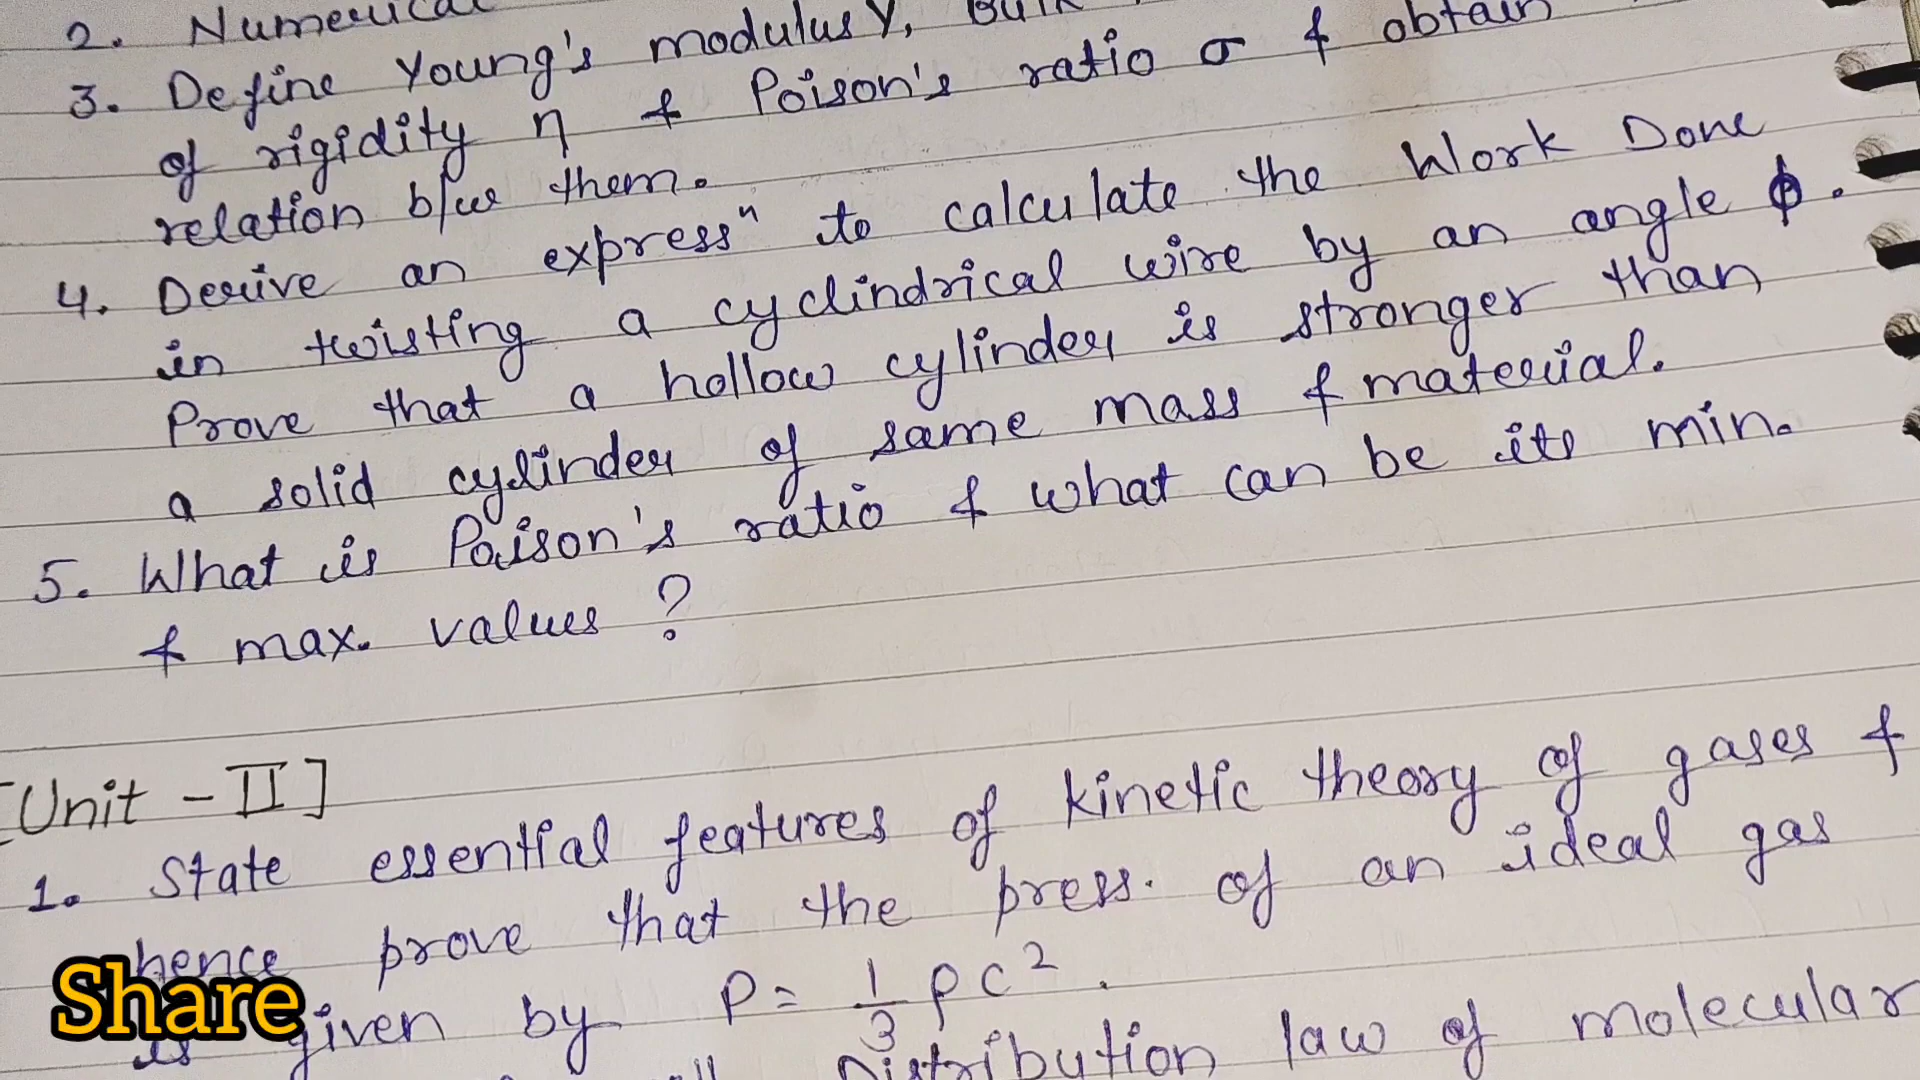 2. Numerical
3. Define Young's modulus Y, Bulk
of rigidity η & Poison's ratio σ & obtain
relation b/w them.
4. Derive an expressⁿ to calculate the Work Done
in twisting a cyclindrical wire by an angle ϕ.
Prove that a hollow cylinder is stronger than
a solid cylinder of same mass & material.
5. What is Poison's ratio & what can be its min.
& max. values ?
[Unit - II]
1. State essential features of kinetic theory of gases &
hence prove that the press. of an ideal gas
is given by P = 1/3 ρc².
Distribution law of molecular
Share